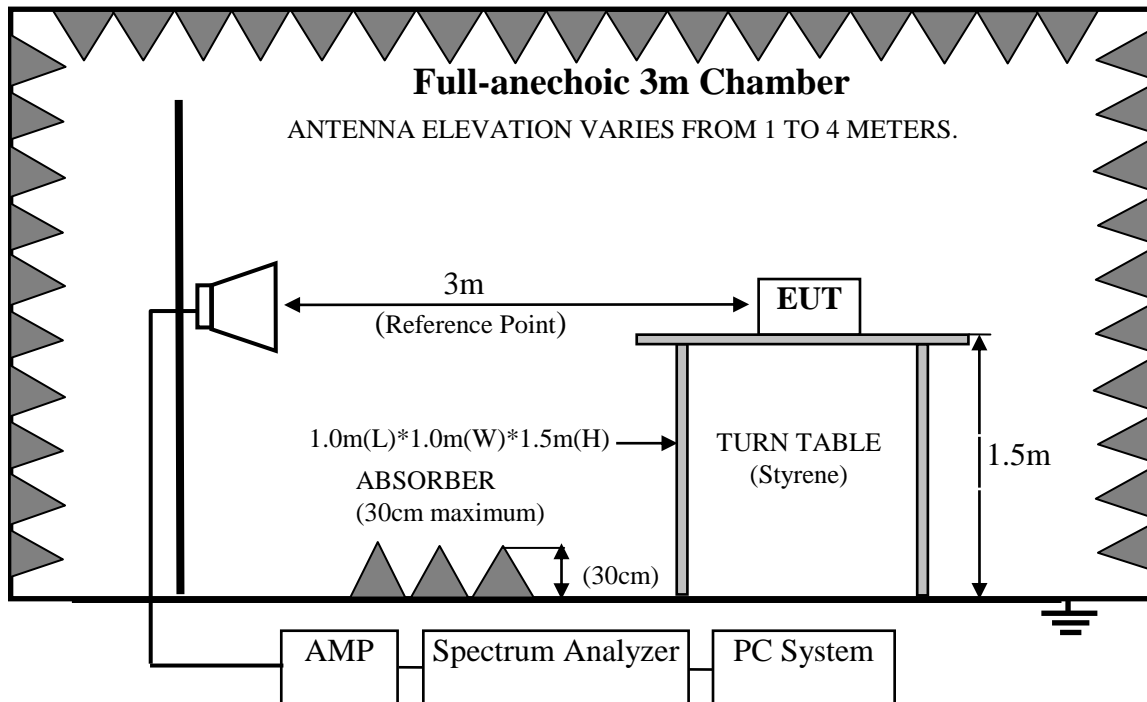 Full-anechoic 3m Chamber
ANTENNA ELEVATION VARIES FROM 1 TO 4 METERS.
3m
(Reference Point)
EUT
1.0m(L)*1.0m(W)*1.5m(H)
TURN TABLE
(Styrene)
1.5m
ABSORBER
(30cm maximum)
(30cm)
AMP
Spectrum Analyzer
PC System